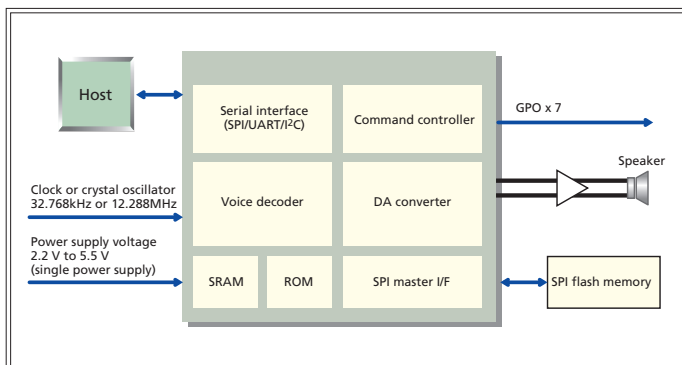 Host
Serial interface
(SPI/UART/I²C)
Command controller
GPO x 7
Speaker
Clock or crystal oscillator
32.768kHz or 12.288MHz
Voice decoder
DA converter
Power supply voltage
2.2 V to 5.5 V
(single power supply)
SRAM
ROM
SPI master I/F
SPI flash memory